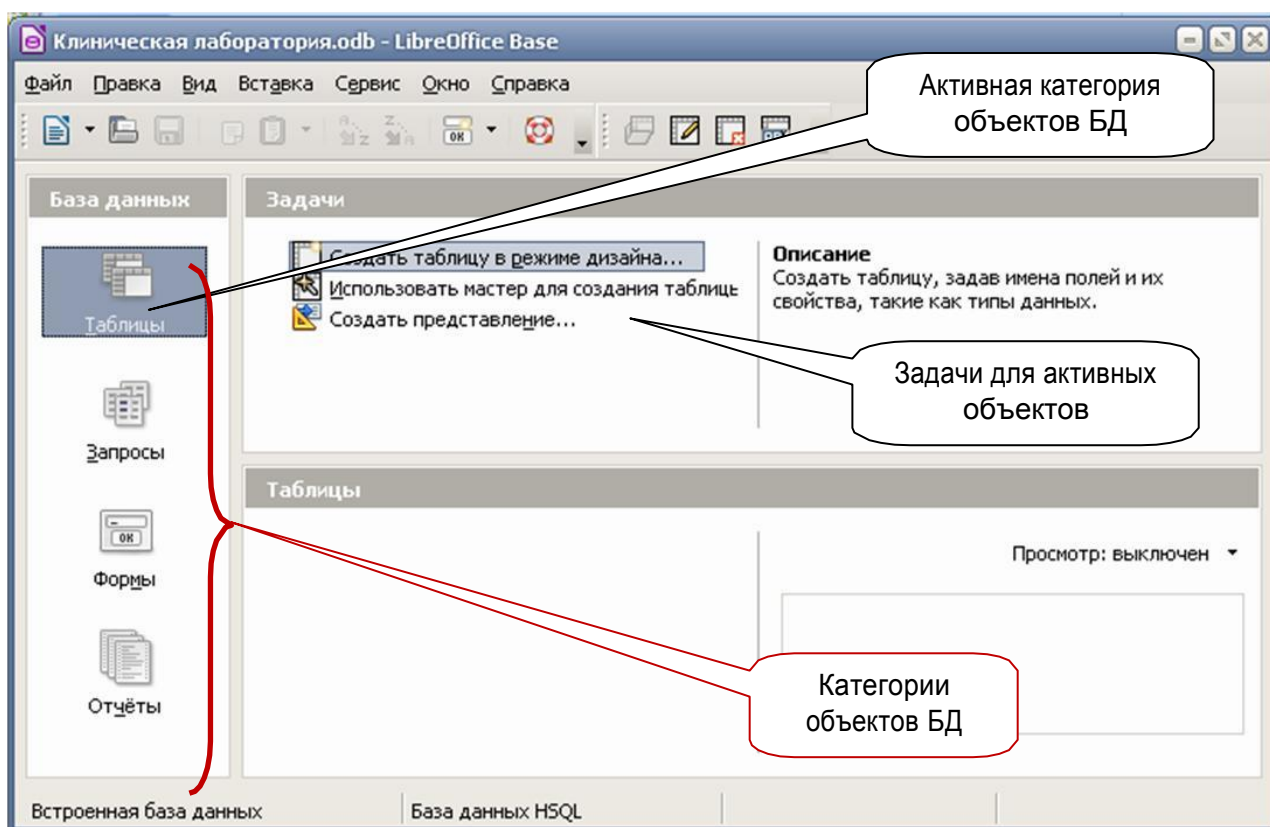 Клиническая лаборатория.odb - LibreOffice Base
Файл Правка Вид Вставка Сервис Окно Справка
Активная категория
объектов БД
База данных
Задачи
Таблицы
Запросы
Формы
Отчёты
Создать таблицу в режиме дизайна...
Использовать мастер для создания таблицы
Создать представление...
Описание
Создать таблицу, задав имена полей и их
свойства, такие как типы данных.
Задачи для активных
объектов
Таблицы
Просмотр: выключен
Категории
объектов БД
Встроенная база данных
База данных HSQL